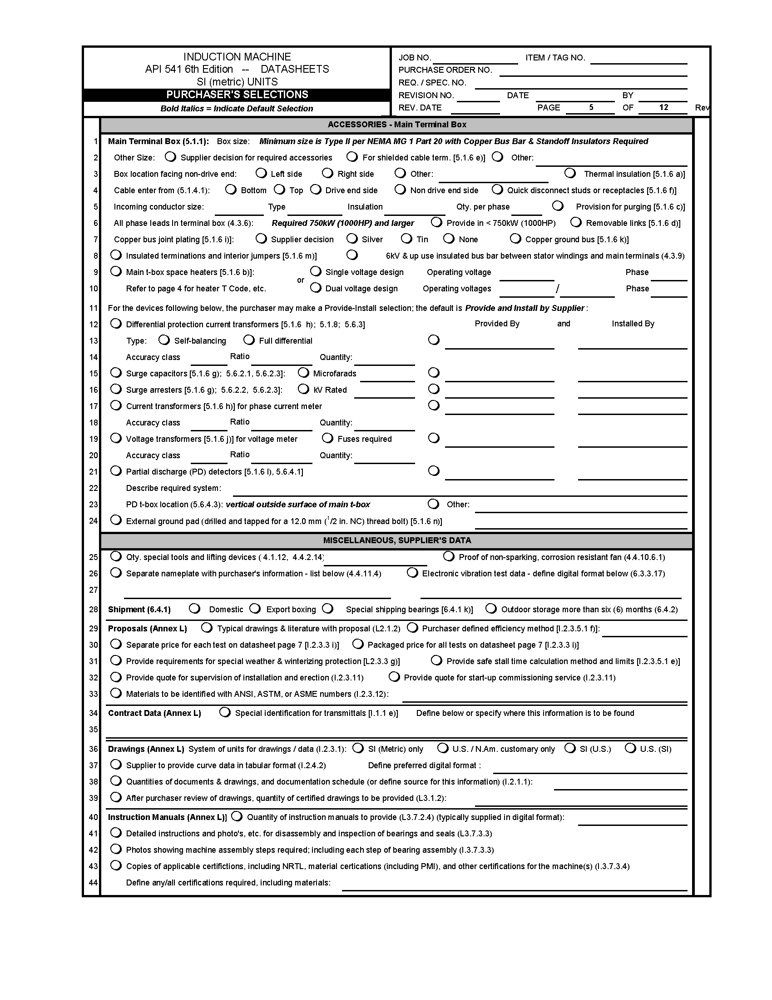 INDUCTION MACHINE
API 541 6th Edition -- DATASHEETS
SI (metric) UNITS
PURCHASER'S SELECTIONS
Bold Italics = Indicate Default Selection
JOB NO. ITEM / TAG NO.
PURCHASE ORDER NO.
REQ. / SPEC. NO.
REVISION NO. DATE BY
REV. DATE PAGE 5 OF 12 Rev
ACCESSORIES - Main Terminal Box
1 Main Terminal Box (5.1.1): Box size: Minimum size is Type II per NEMA MG 1 Part 20 with Copper Bus Bar & Standoff Insulators Required
2 Other Size: Supplier decision for required accessories For shielded cable term. [5.1.6 e)] Other:
3 Box location facing non-drive end: Left side Right side Other: Thermal insulation [5.1.6 a)]
4 Cable enter from (5.1.4.1): Bottom Top Drive end side Non drive end side Quick disconnect studs or receptacles [5.1.6 f)]
5 Incoming conductor size: Type Insulation Qty. per phase Provision for purging [5.1.6 c)]
6 All phase leads In terminal box (4.3.6): Required 750kW (1000HP) and larger Provide in < 750kW (1000HP) Removable links [5.1.6 d)]
7 Copper bus joint plating [5.1.6 i)]: Supplier decision Silver Tin None Copper ground bus [5.1.6 k)]
8 Insulated terminations and interior jumpers [5.1.6 m)] 6kV & up use insulated bus bar between stator windings and main terminals (4.3.9)
9 Main t-box space heaters [5.1.6 b)]: Single voltage design Operating voltage Phase
or
10 Refer to page 4 for heater T Code, etc. Dual voltage design Operating voltages / Phase
11 For the devices following below, the purchaser may make a Provide-Install selection; the default is Provide and Install by Supplier :
12 Differential protection current transformers [5.1.6 h); 5.1.8; 5.6.3] Provided By and Installed By
13 Type: Self-balancing Full differential
14 Accuracy class Ratio Quantity:
15 Surge capacitors [5.1.6 g); 5.6.2.1, 5.6.2.3]: Microfarads
16 Surge arresters [5.1.6 g); 5.6.2.2, 5.6.2.3]: kV Rated
17 Current transformers [5.1.6 h)] for phase current meter
18 Accuracy class Ratio Quantity:
19 Voltage transformers [5.1.6 j)] for voltage meter Fuses required
20 Accuracy class Ratio Quantity:
21 Partial discharge (PD) detectors [5.1.6 l), 5.6.4.1]
22 Describe required system:
23 PD t-box location (5.6.4.3): vertical outside surface of main t-box Other:
24 External ground pad (drilled and tapped for a 12.0 mm (1/2 in. NC) thread bolt) [5.1.6 n)]
MISCELLANEOUS, SUPPLIER'S DATA
25 Qty. special tools and lifting devices ( 4.1.12, 4.4.2.14) Proof of non-sparking, corrosion resistant fan (4.4.10.6.1)
26 Separate nameplate with purchaser's information - list below (4.4.11.4) Electronic vibration test data - define digital format below (6.3.3.17)
27
28 Shipment (6.4.1) Domestic Export boxing Special shipping bearings [6.4.1 k)] Outdoor storage more than six (6) months (6.4.2)
29 Proposals (Annex L) Typical drawings & literature with proposal (L2.1.2) Purchaser defined efficiency method [l.2.3.5.1 f)]:
30 Separate price for each test on datasheet page 7 [l.2.3.3 i)] Packaged price for all tests on datasheet page 7 [l.2.3.3 i)]
31 Provide requirements for special weather & winterizing protection [L2.3.3 g)] Provide safe stall time calculation method and limits [l.2.3.5.1 e)]
32 Provide quote for supervision of installation and erection (l.2.3.11) Provide quote for start-up commissioning service (l.2.3.11)
33 Materials to be identified with ANSI, ASTM, or ASME numbers (l.2.3.12):
34 Contract Data (Annex L) Special identification for transmittals [l.1.1 e)] Define below or specify where this information is to be found
35
36 Drawings (Annex L) System of units for drawings / data (l.2.3.1): SI (Metric) only U.S. / N.Am. customary only SI (U.S.) U.S. (SI)
37 Supplier to provide curve data in tabular format (l.2.4.2) Define preferred digital format :
38 Quantities of documents & drawings, and documentation schedule (or define source for this information) (l.2.1.1):
39 After purchaser review of drawings, quantity of certified drawings to be provided (L3.1.2):
40 Instruction Manuals (Annex L)] Quantity of instruction manuals to provide (L3.7.2.4) (typically supplied in digital format):
41 Detailed instructions and photo's, etc. for disassembly and inspection of bearings and seals (L3.7.3.3)
42 Photos showing machine assembly steps required; including each step of bearing assembly (l.3.7.3.3)
43 Copies of applicable certifictions, including NRTL, material certications (including PMI), and other certifications for the machine(s) (l.3.7.3.4)
44 Define any/all certifications required, including materials: